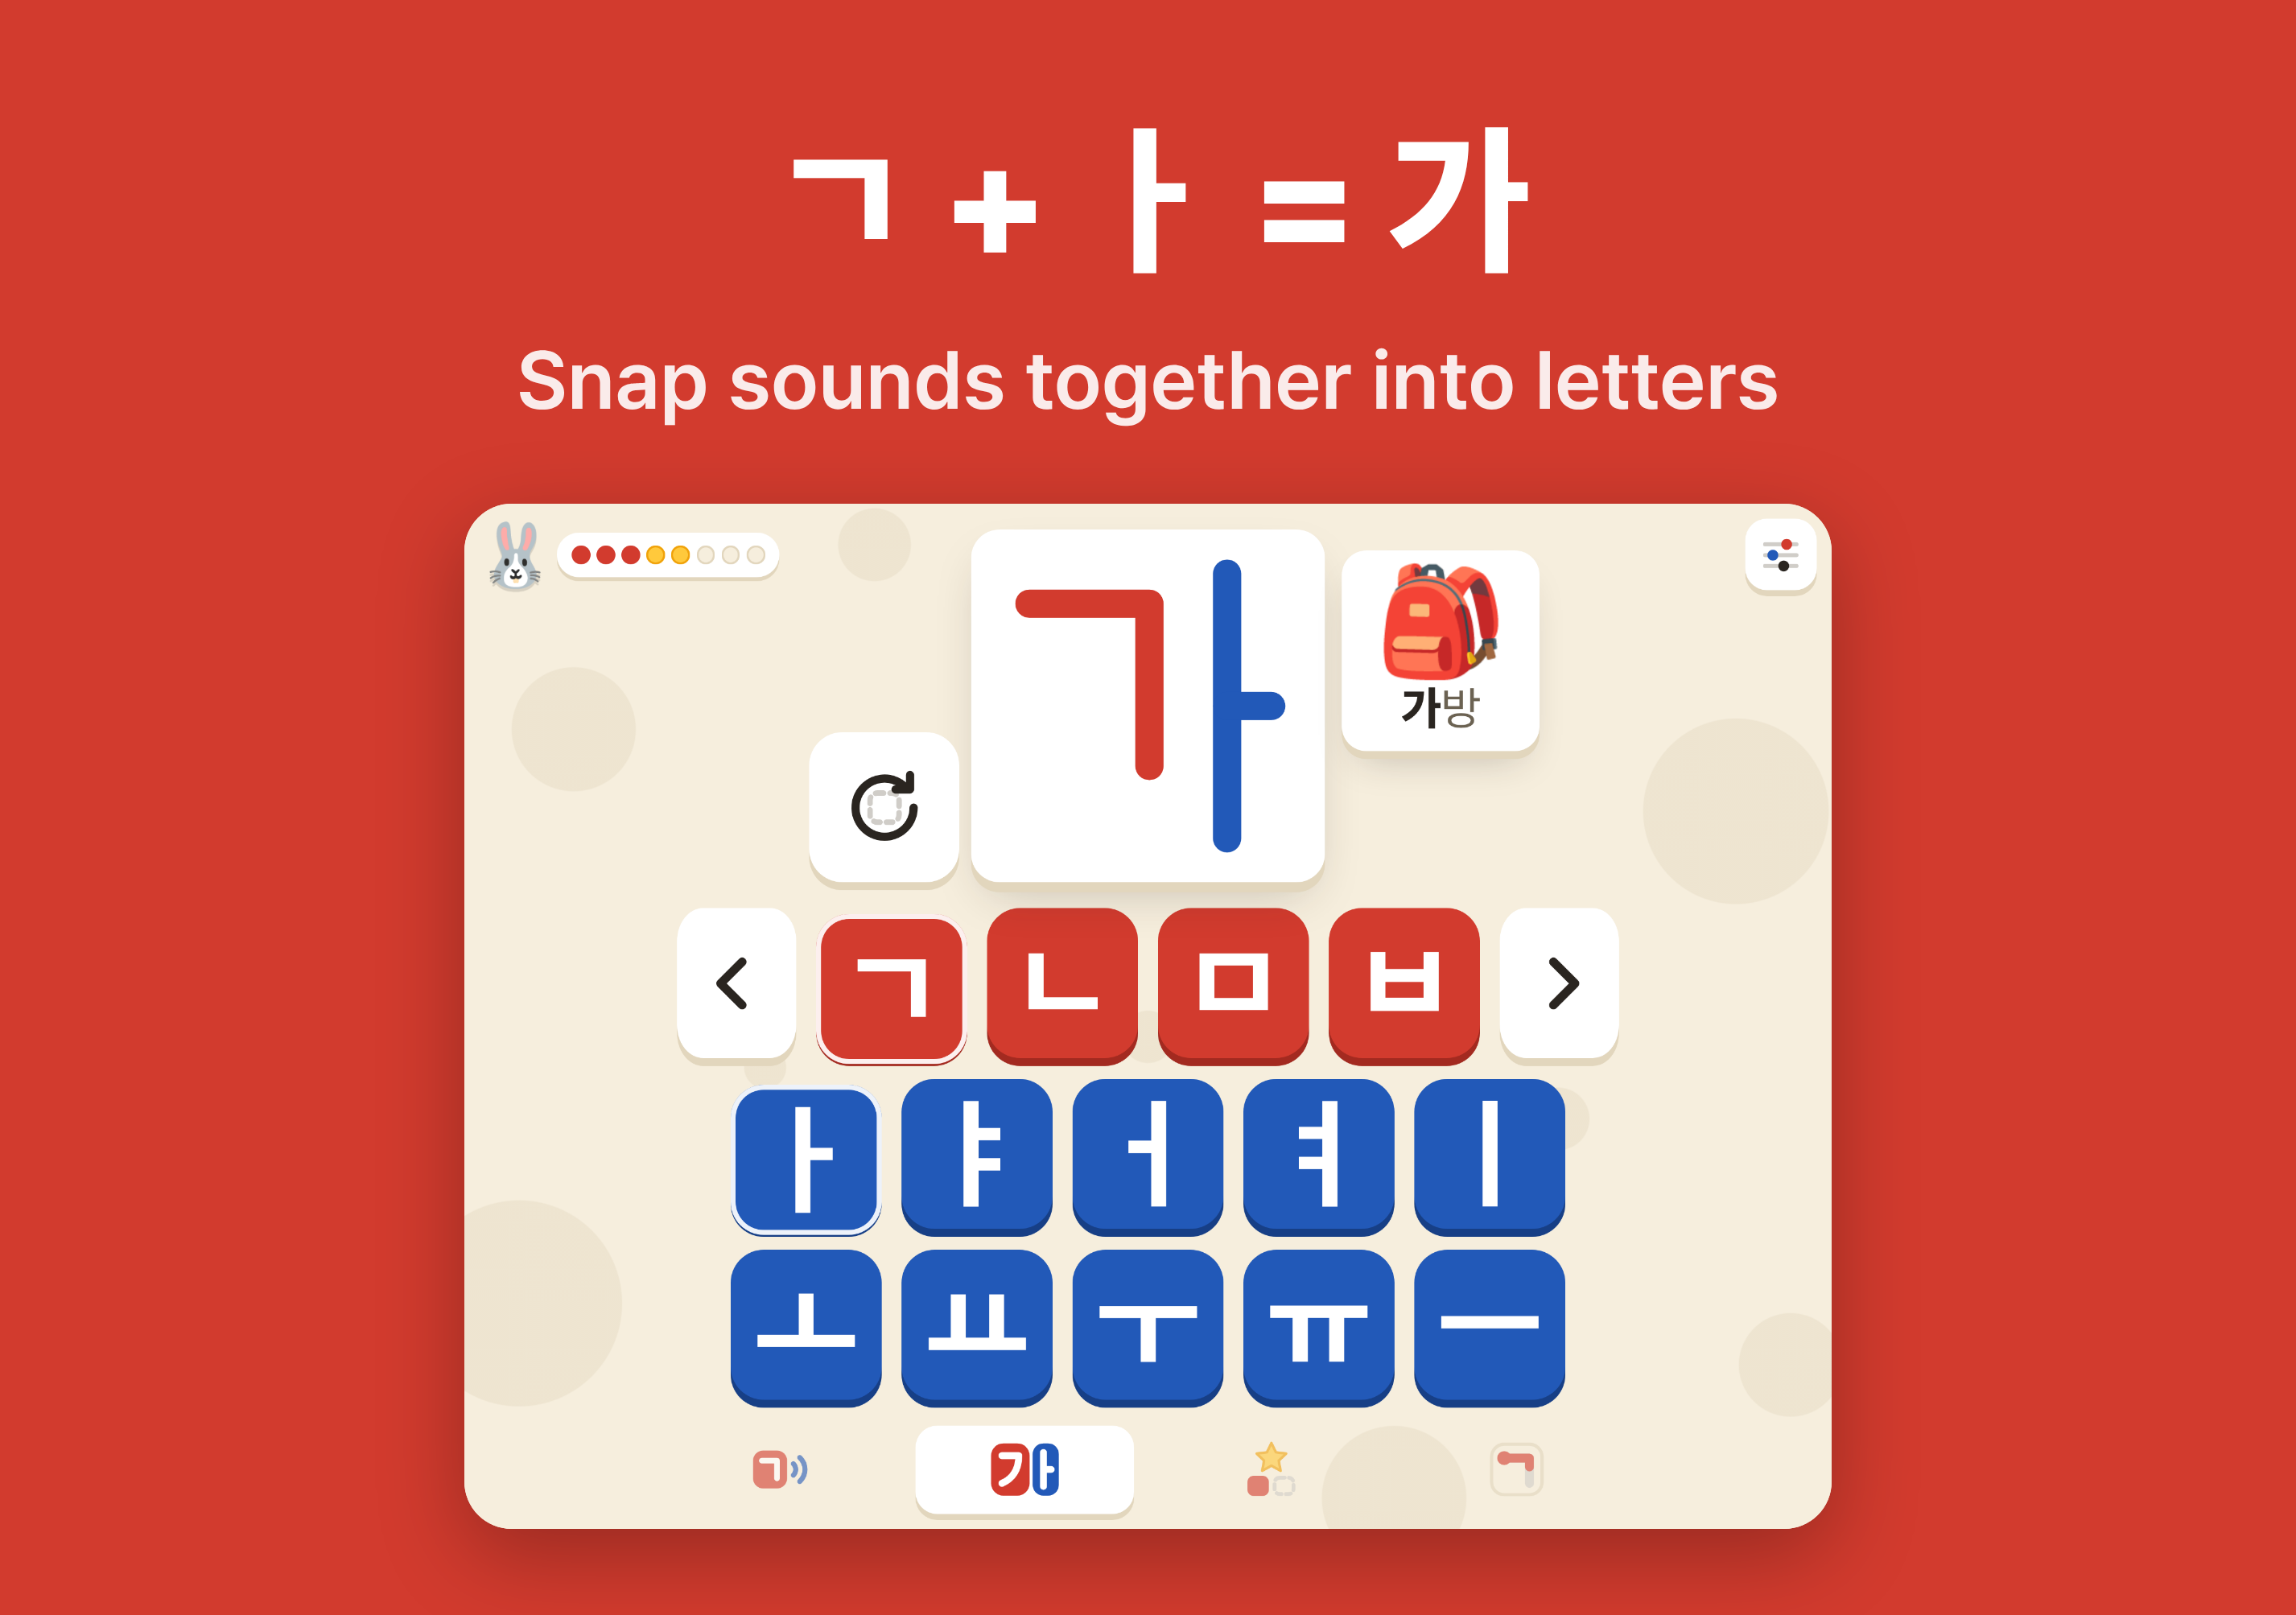 ㄱ + ㅏ = 가
Snap sounds together into letters
가
가방
ㄱ ㄴ ㅁ ㅂ
ㅏ ㅑ ㅓ ㅕ ㅣ
ㅗ ㅛ ㅜ ㅠ ㅡ
ㄱ 가 ㄱ